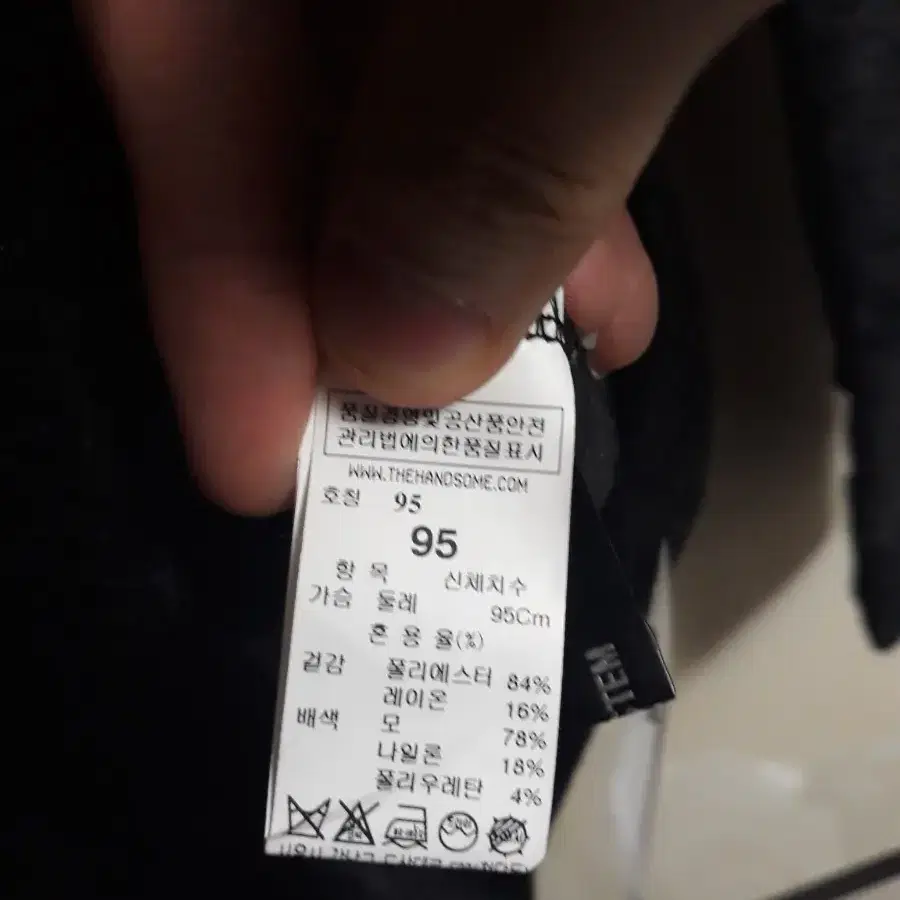 품질경영및공산품안전
관리법에의한품질표시
WWW.THEHANDSOME.COM
호칭 95
95
항 목 신체치수
가슴 둘레 95Cm
혼 용 율(%)
겉감 폴리에스터 84%
레이온 16%
배색 모 78%
나일론 18%
폴리우레탄 4%